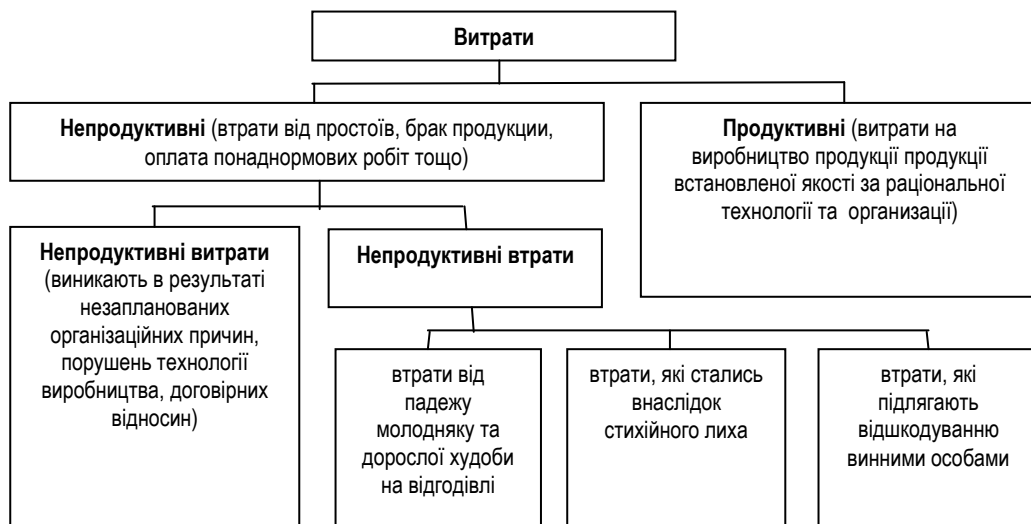 Витрати
Непродуктивні (втрати від простоїв, брак продукции,
оплата понаднормових робіт тощо)
Продуктивні (витрати на
виробництво продукції продукції
встановленої якості за раціональної
технології та организації)
Непродуктивні витрати
(виникають в результаті
незапланованих
організаційних причин,
порушень технології
виробництва, договірних
відносин)
Непродуктивні втрати
втрати від
падежу
молодняку та
дорослої худоби
на відгодівлі
втрати, які стались
внаслідок
стихійного лиха
втрати, які
підлягають
відшкодуванню
винними особами